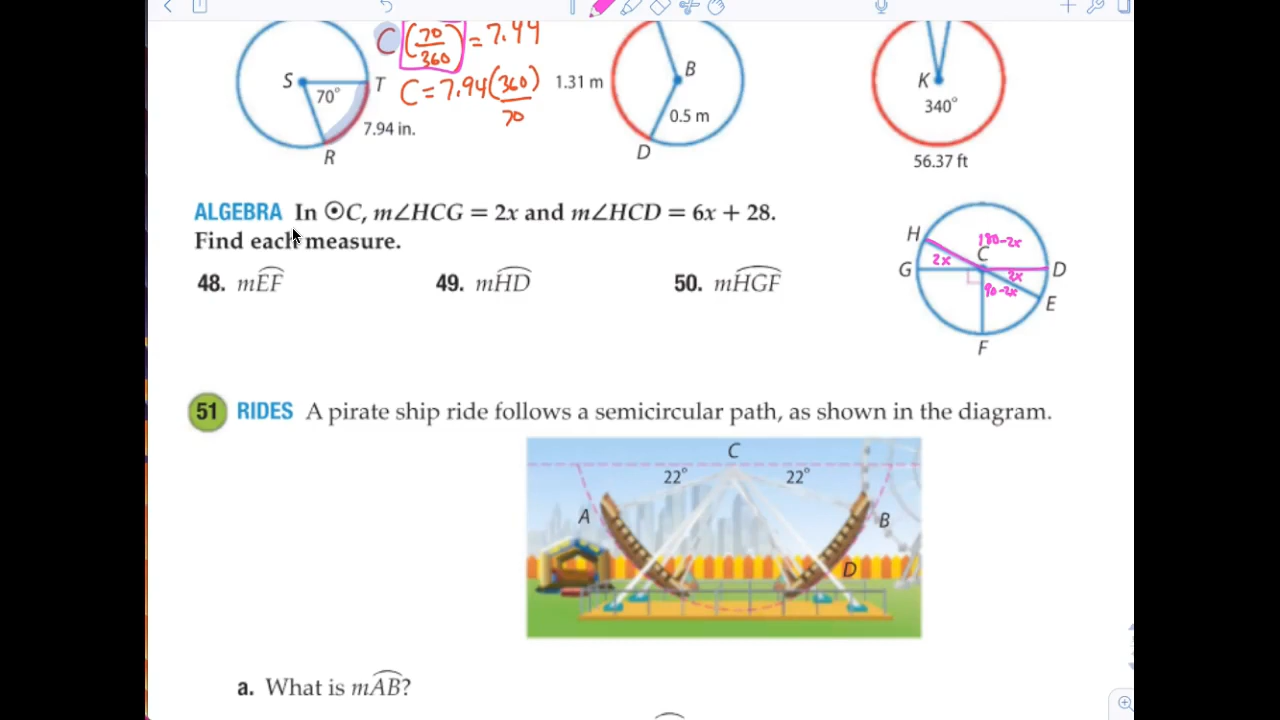 C (70/360) = 7.94
S
T
70°
C = 7.94 (360/70)
7.94 in.
R
1.31 m
B
0.5 m
D
K
340°
56.37 ft
ALGEBRA In ⊙C, m∠HCG = 2x and m∠HCD = 6x + 28.
Find each measure.
48. mEF
49. mHD
50. mHGF
H
180-2x
C
2x
G
D
2x
90-2x
E
F
51 RIDES A pirate ship ride follows a semicircular path, as shown in the diagram.
C
22°
22°
A
B
D
a. What is mAB?